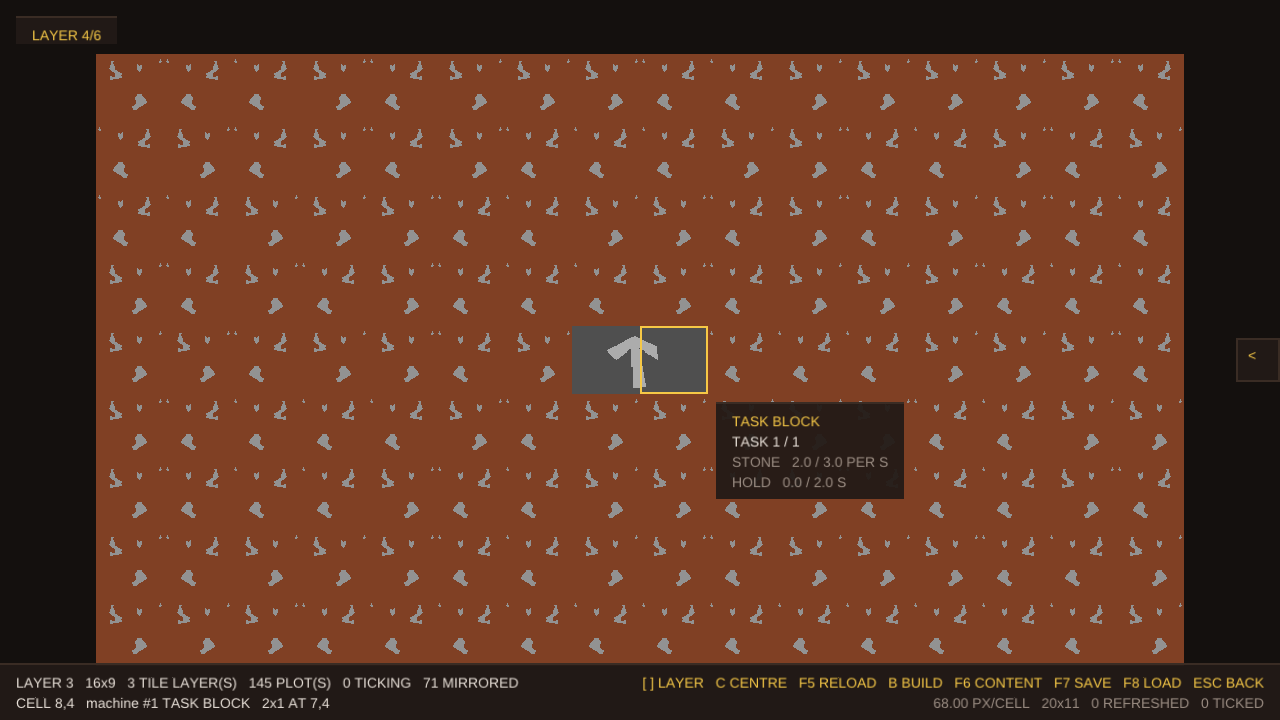 LAYER 4/6
<
TASK BLOCK
TASK 1 / 1
STONE 2.0 / 3.0 PER S
HOLD 0.0 / 2.0 S
LAYER 3 16x9 3 TILE LAYER(S) 145 PLOT(S) 0 TICKING 71 MIRRORED
[ ] LAYER C CENTRE F5 RELOAD B BUILD F6 CONTENT F7 SAVE F8 LOAD ESC BACK
CELL 8,4 machine #1 TASK BLOCK 2x1 AT 7,4
68.00 PX/CELL 20x11 0 REFRESHED 0 TICKED